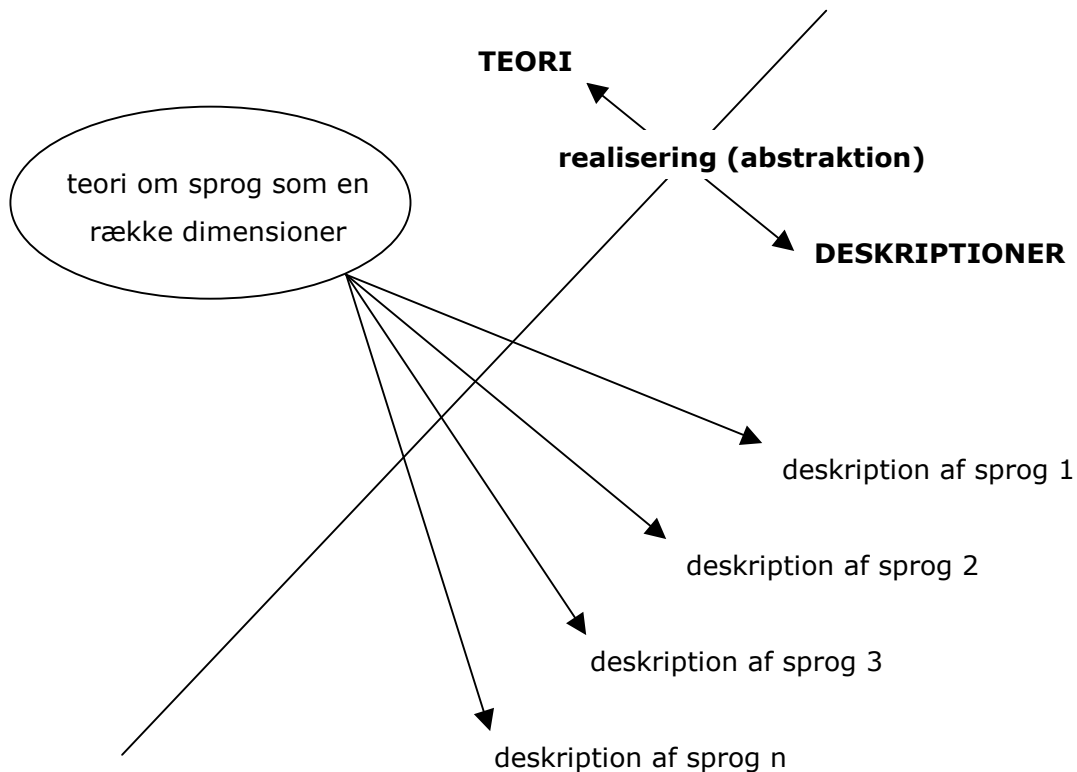 TEORI
realisering (abstraktion)
teori om sprog som en
række dimensioner
DESKRIPTIONER
deskription af sprog 1
deskription af sprog 2
deskription af sprog 3
deskription af sprog n